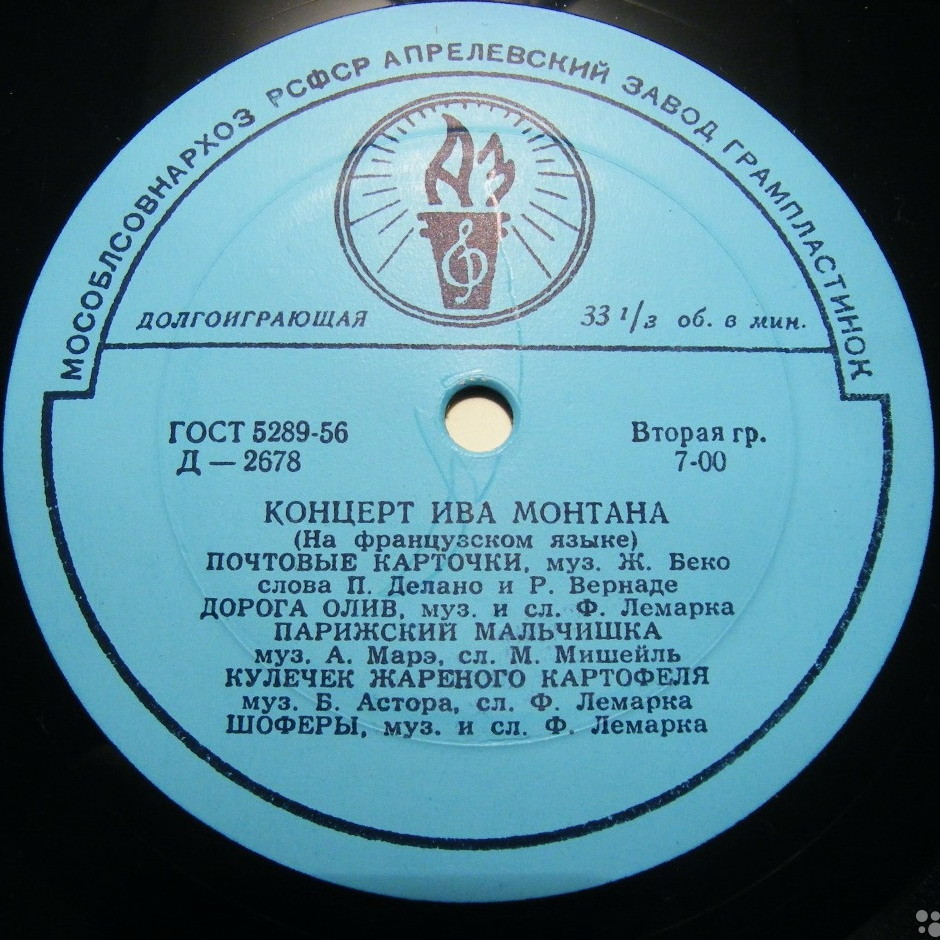 МОСОБЛСОВНАРХОЗ РСФСР АПРЕЛЕВСКИЙ ЗАВОД ГРАМПЛАСТИНОК
АЗ
ДОЛГОИГРАЮЩАЯ 33 1/3 об. в мин.
ГОСТ 5289-56 Вторая гр.
Д — 2678 7-00
КОНЦЕРТ ИВА МОНТАНА
(На французском языке)
ПОЧТОВЫЕ КАРТОЧКИ, муз. Ж. Беко
слова П. Делано и Р. Вернаде
ДОРОГА ОЛИВ, муз. и сл. Ф. Лемарка
ПАРИЖСКИЙ МАЛЬЧИШКА
муз. А. Марэ, сл. М. Мишейль
КУЛЕЧЕК ЖАРЕНОГО КАРТОФЕЛЯ
муз. Б. Астора, сл. Ф. Лемарка
ШОФЕРЫ, муз. и сл. Ф. Лемарка